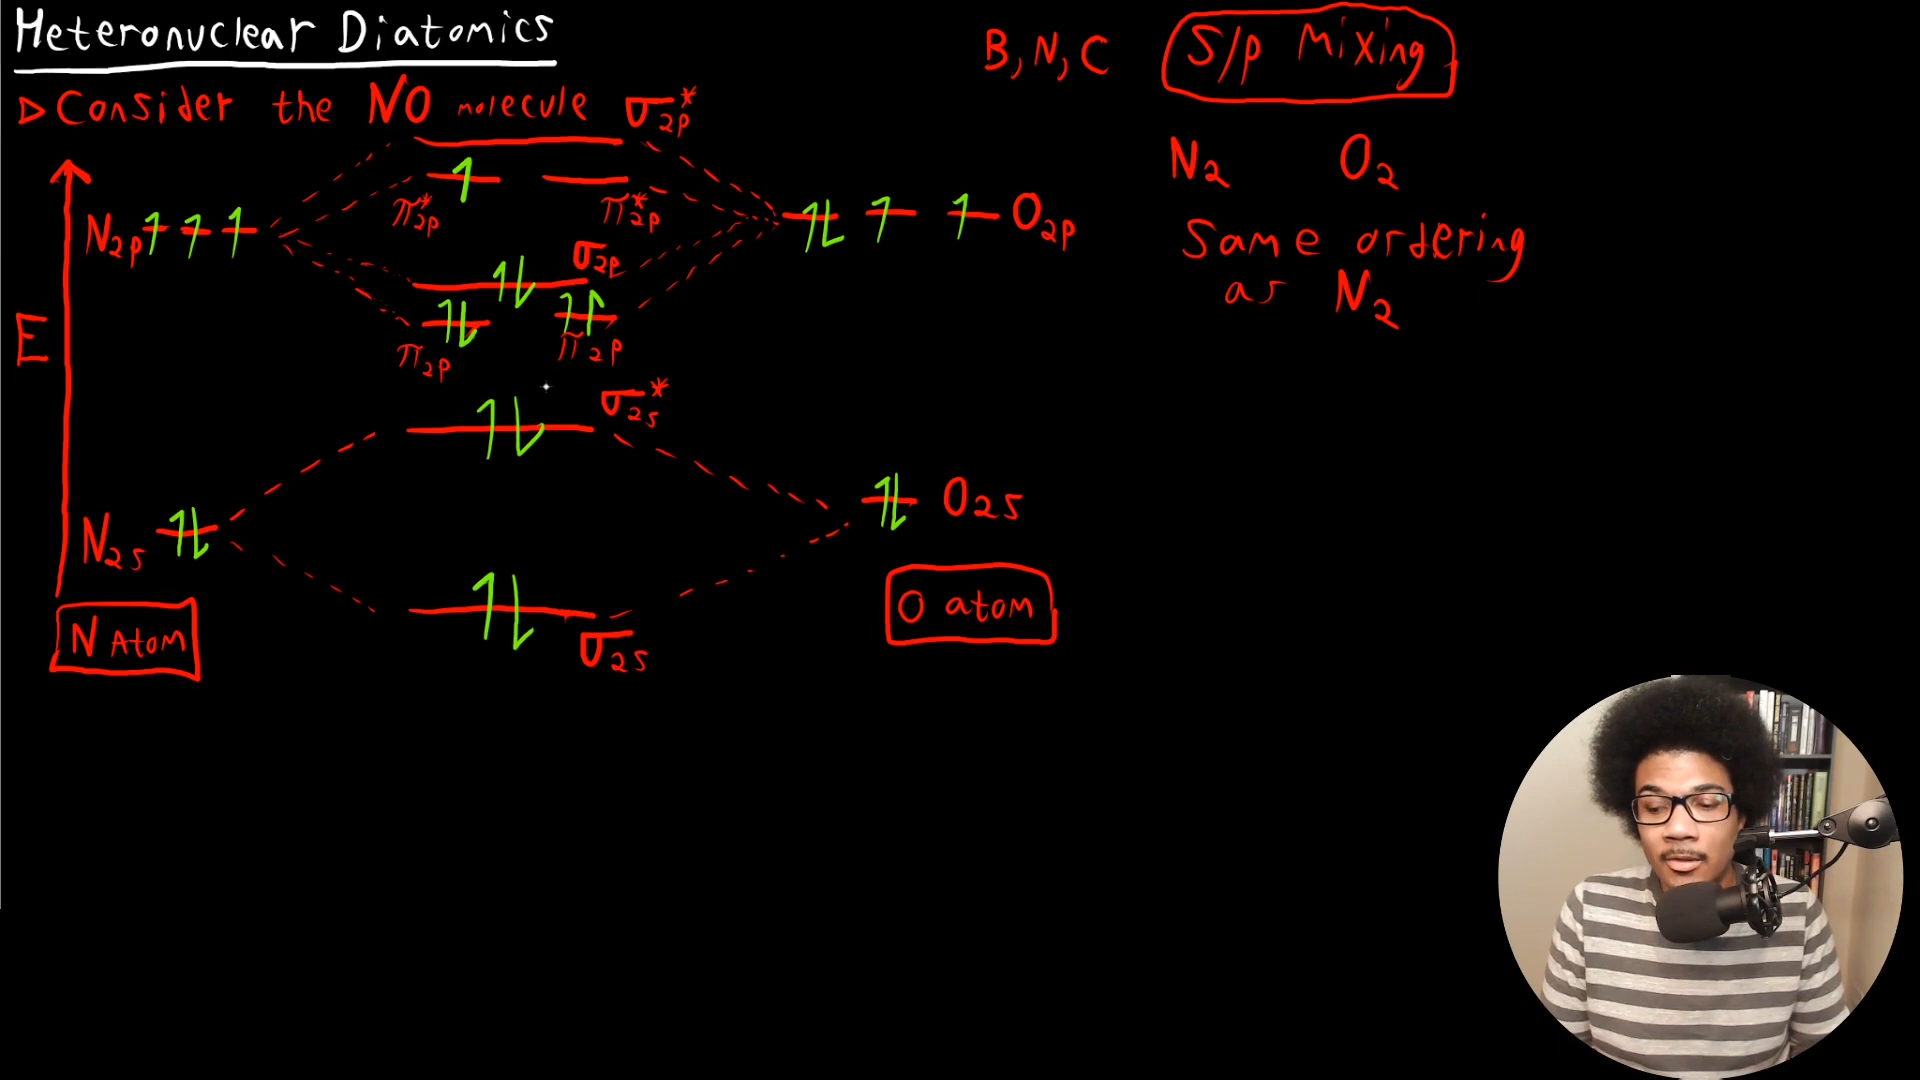 Heteronuclear Diatomics
B, N, C
S/p Mixing
▷ Consider the NO molecule
σ*2p
N2 O2
π*2p π*2p
N2p
O2p
Same ordering
as N2
σ2p
E
π2p π2p
σ*2s
N2s
O2s
O atom
N Atom
σ2s